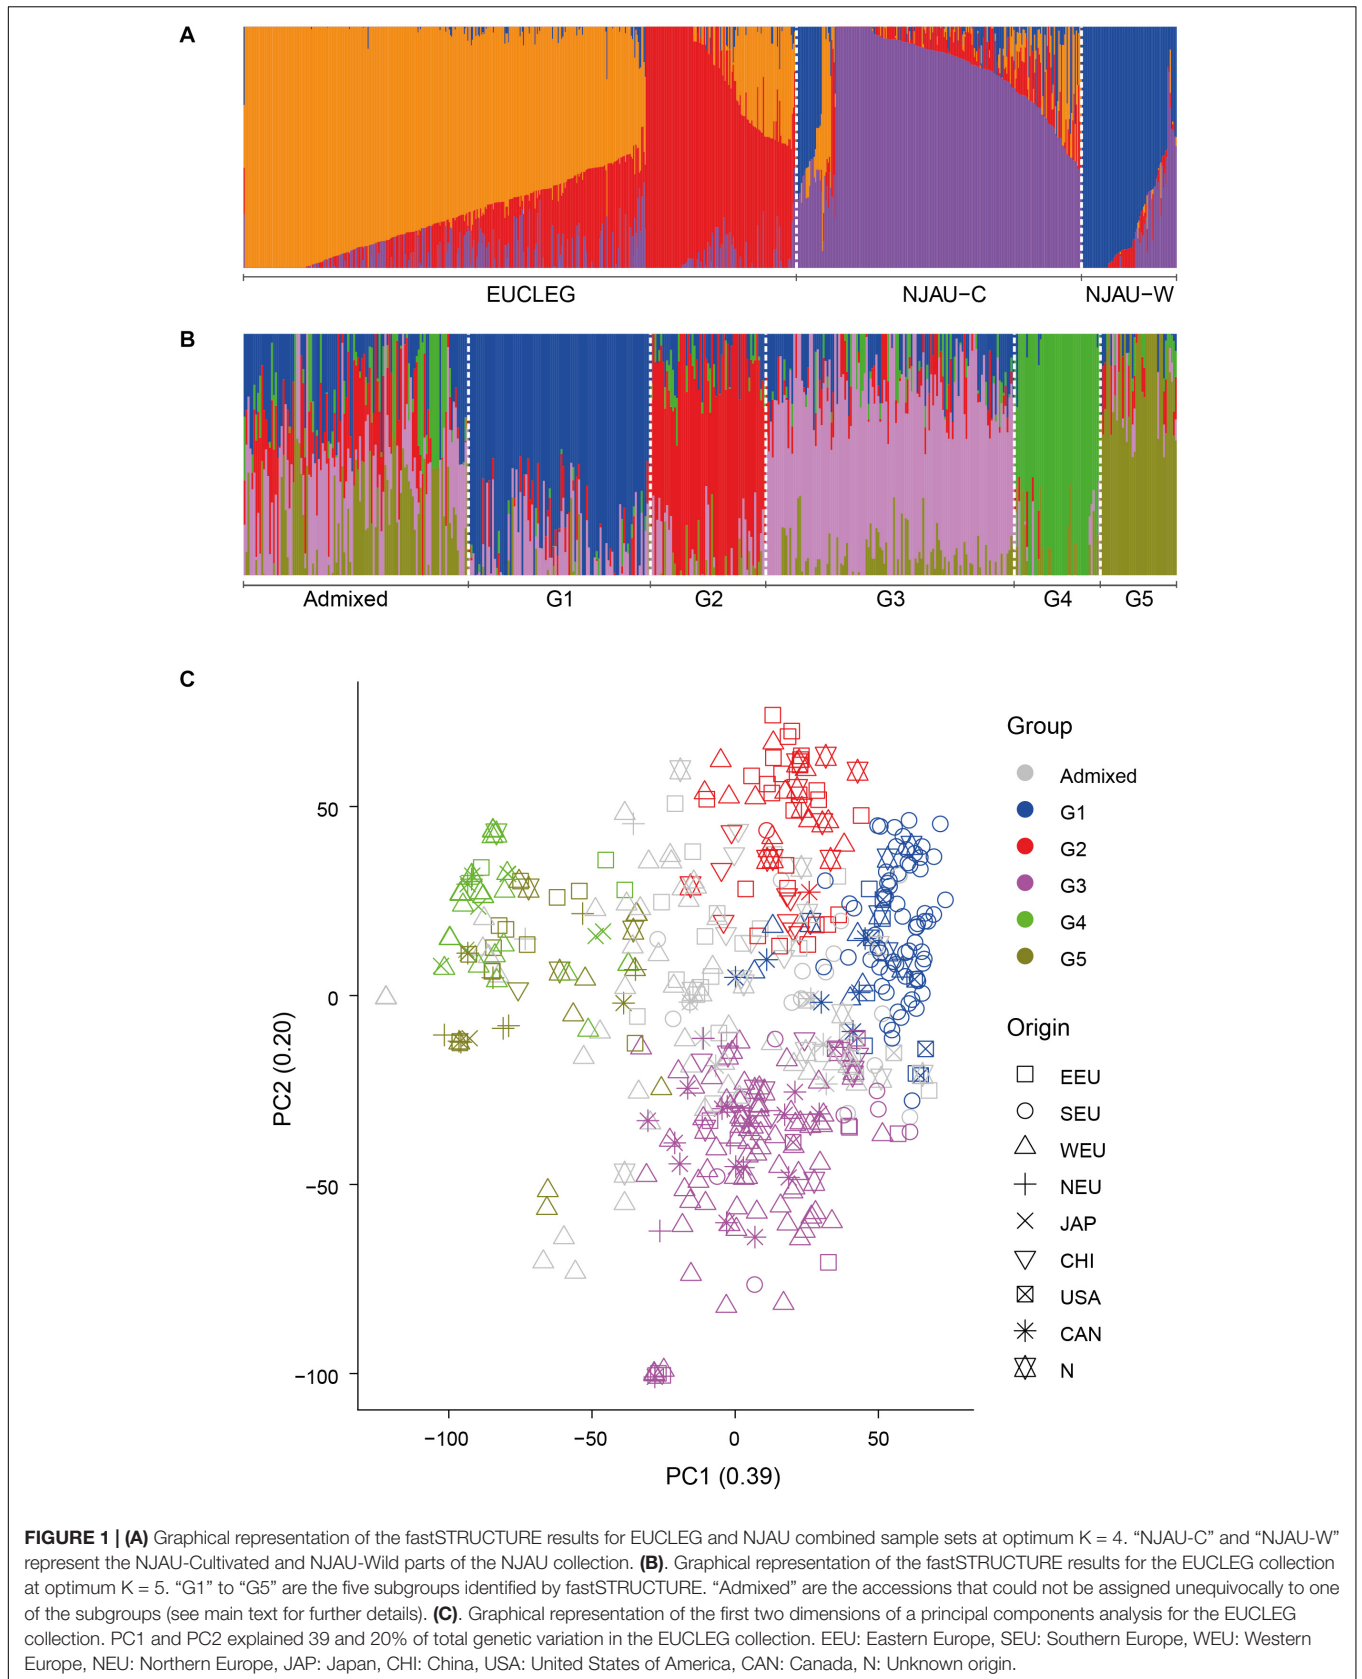 A
EUCLEG NJAU-C NJAU-W
B
Admixed G1 G2 G3 G4 G5
C
Group
Admixed
G1
G2
G3
G4
G5
Origin
EEU
SEU
WEU
NEU
JAP
CHI
USA
CAN
N
50
0
−50
−100
PC2 (0.20)
−100 −50 0 50
PC1 (0.39)
FIGURE 1 | (A) Graphical representation of the fastSTRUCTURE results for EUCLEG and NJAU combined sample sets at optimum K = 4. “NJAU-C” and “NJAU-W”
represent the NJAU-Cultivated and NJAU-Wild parts of the NJAU collection. (B). Graphical representation of the fastSTRUCTURE results for the EUCLEG collection
at optimum K = 5. “G1” to “G5” are the five subgroups identified by fastSTRUCTURE. “Admixed” are the accessions that could not be assigned unequivocally to one
of the subgroups (see main text for further details). (C). Graphical representation of the first two dimensions of a principal components analysis for the EUCLEG
collection. PC1 and PC2 explained 39 and 20% of total genetic variation in the EUCLEG collection. EEU: Eastern Europe, SEU: Southern Europe, WEU: Western
Europe, NEU: Northern Europe, JAP: Japan, CHI: China, USA: United States of America, CAN: Canada, N: Unknown origin.